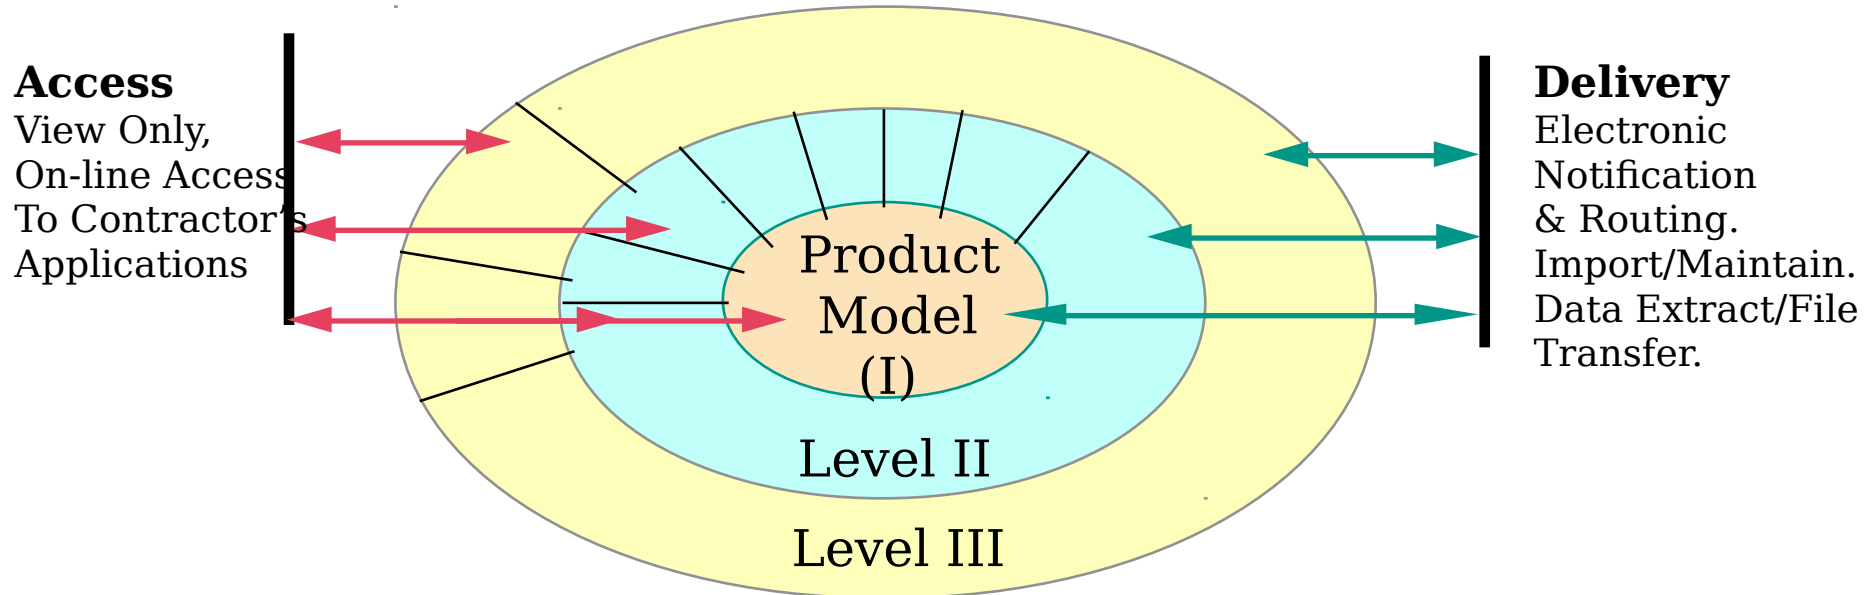 Access
View Only,
On-line Access
To Contractor’s
Applications
Product
Model
(I)
Level II
Level III
Delivery
Electronic
Notification
& Routing.
Import/Maintain.
Data Extract/File
Transfer.